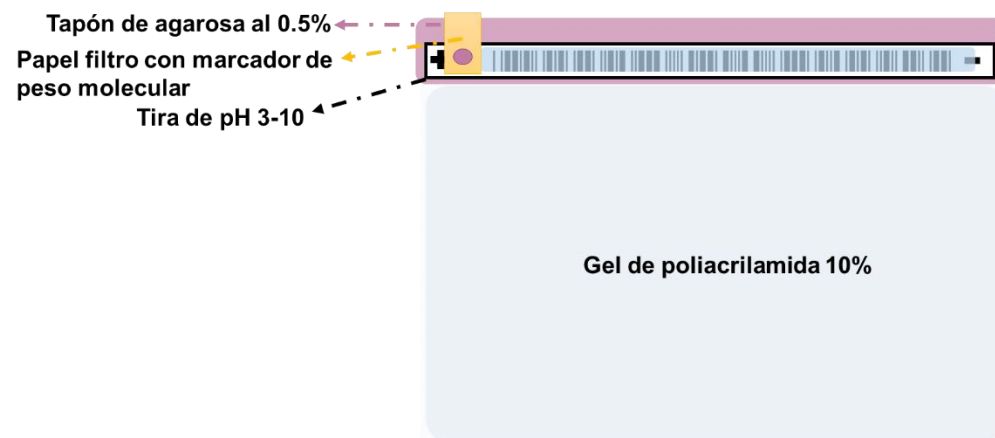 Tapón de agarosa al 0.5%
Papel filtro con marcador de
peso molecular
Tira de pH 3-10
Gel de poliacrilamida 10%